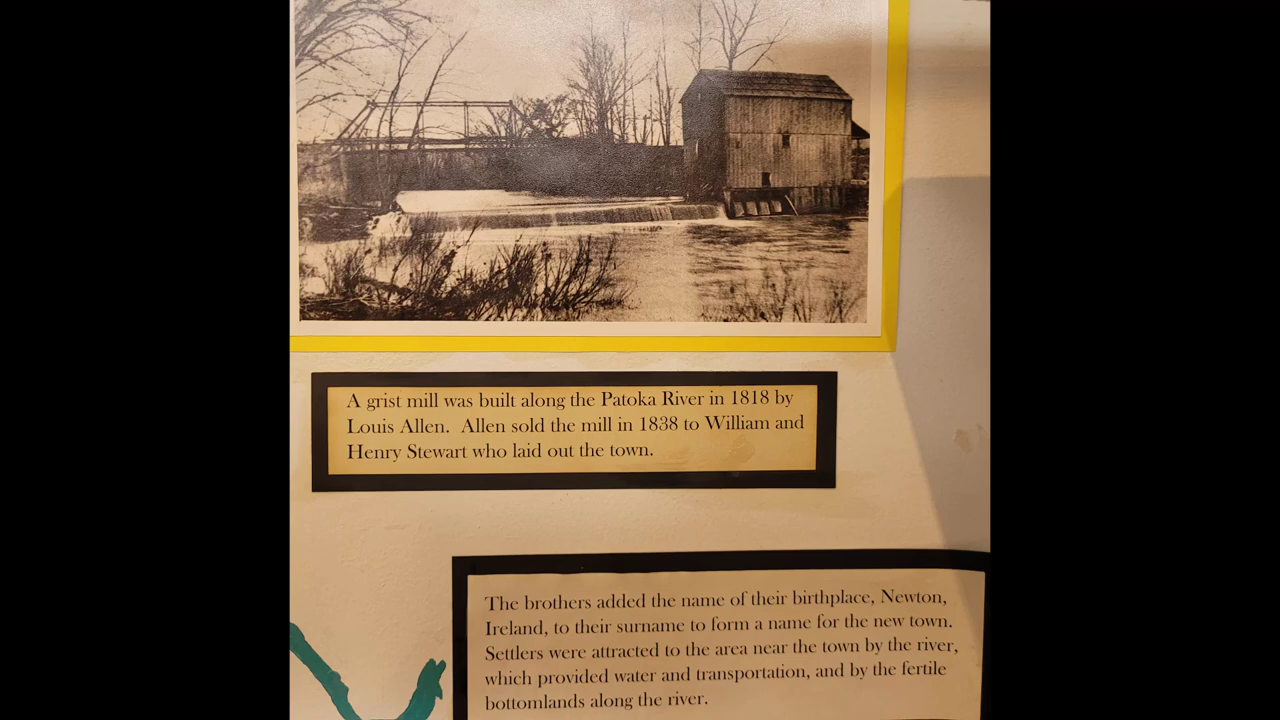 A grist mill was built along the Patoka River in 1818 by
Louis Allen.  Allen sold the mill in 1838 to William and
Henry Stewart who laid out the town.
The brothers added the name of their birthplace, Newton,
Ireland, to their surname to form a name for the new town.
Settlers were attracted to the area near the town by the river,
which provided water and transportation, and by the fertile
bottomlands along the river.